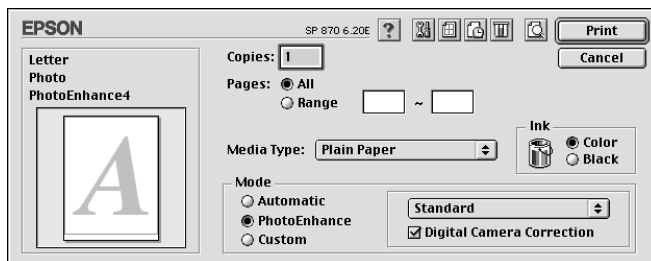 EPSON
SP 870 6.20E
?
Print
Cancel
Letter
Photo
PhotoEnhance4
A
Copies: 1
Pages: All
Range ~
Media Type: Plain Paper
Ink
Color
Black
Mode
Automatic
PhotoEnhance
Custom
Standard
Digital Camera Correction